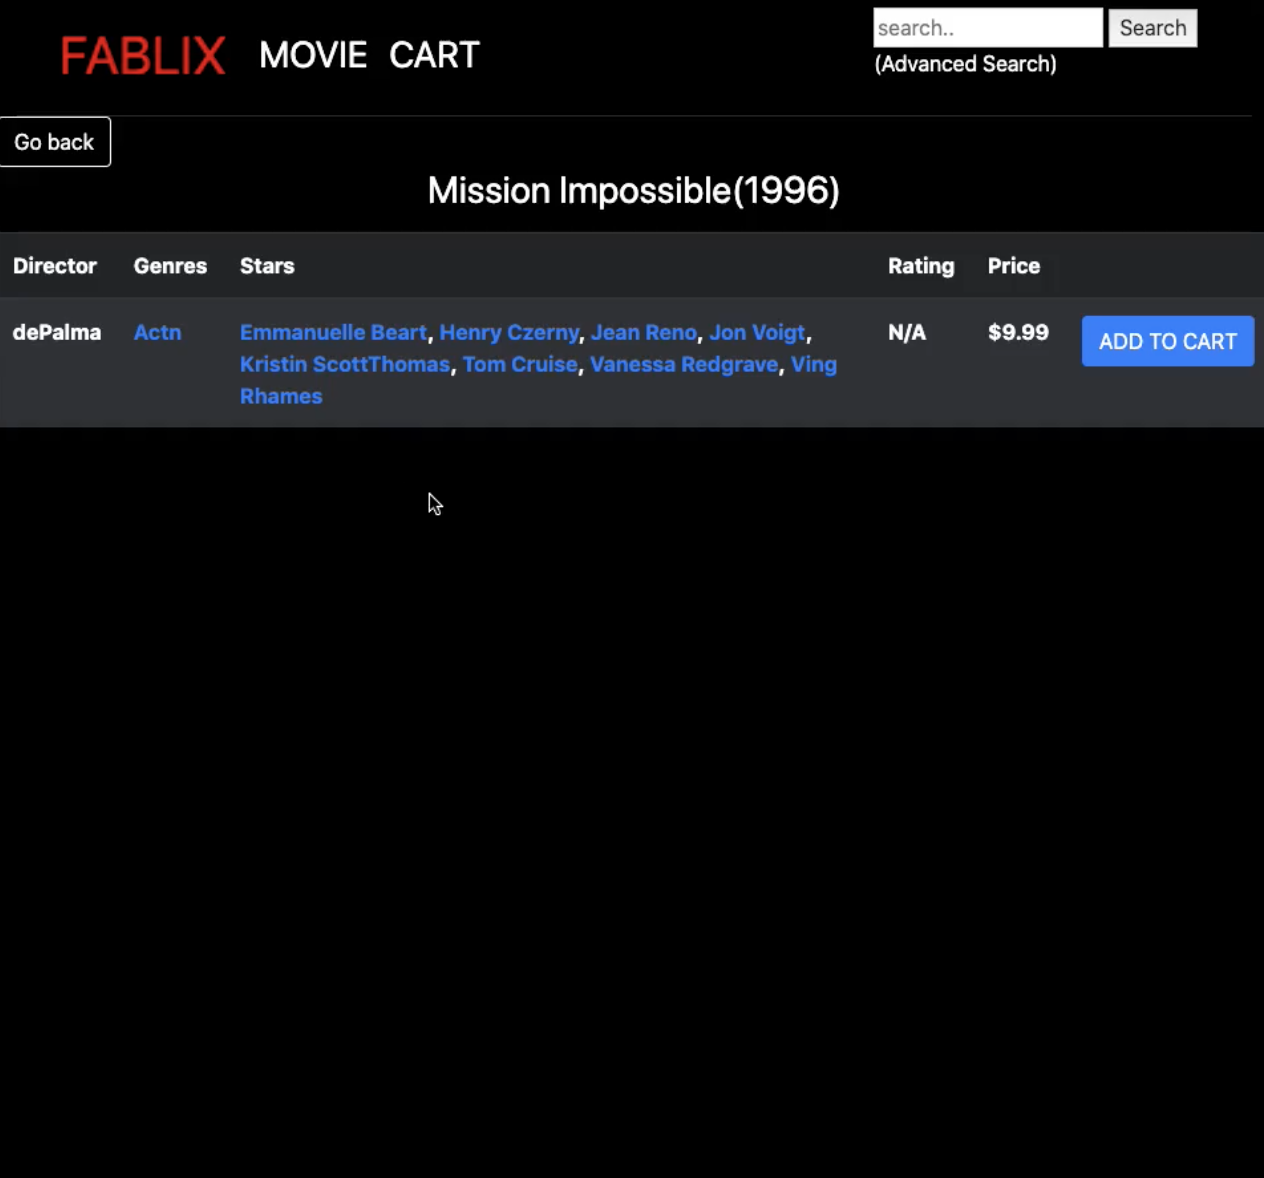 FABLIX MOVIE CART
search.. Search
(Advanced Search)
Go back
Mission Impossible(1996)
Director Genres Stars Rating Price
dePalma Actn Emmanuelle Beart, Henry Czerny, Jean Reno, Jon Voigt, N/A $9.99 ADD TO CART
Kristin ScottThomas, Tom Cruise, Vanessa Redgrave, Ving
Rhames